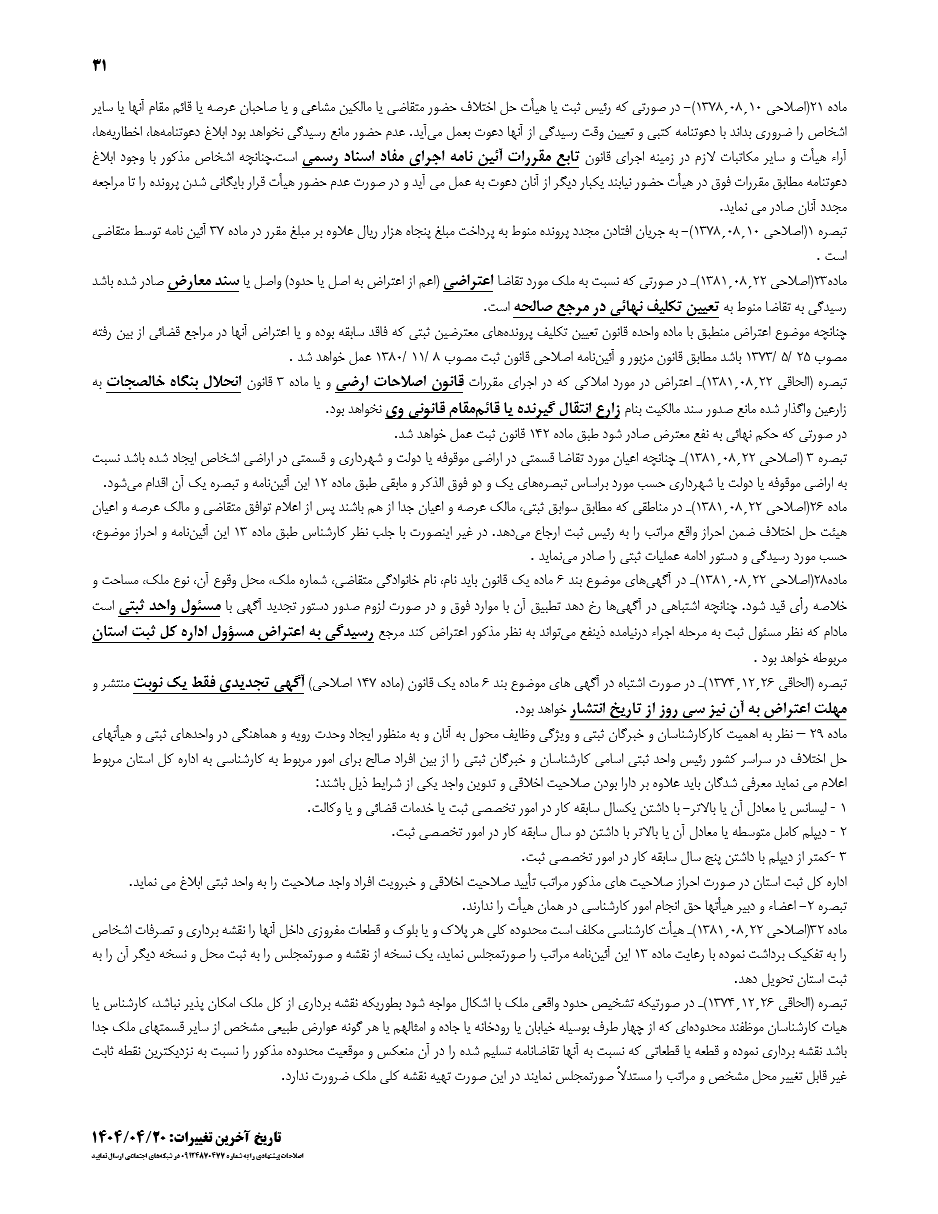 ۳۱
ماده ۲۱(اصلاحی ۱۳۷۸,۰۸,۱۰)- در صورتی که رئیس ثبت یا هیأت حل اختلاف حضور متقاضی یا مالکین مشاعی و یا صاحبان عرصه یا قائم مقام آنها یا سایر
اشخاص را ضروری بداند با دعوتنامه کتبی و تعیین وقت رسیدگی از آنها دعوت بعمل می‌آید. عدم حضور مانع رسیدگی نخواهد بود ابلاغ دعوتنامه‌ها، اخطاریه‌ها،
آراء هیأت و سایر مکاتبات لازم در زمینه اجرای قانون تابع مقررات آئین نامه اجرای مفاد اسناد رسمی است.چنانچه اشخاص مذکور با وجود ابلاغ
دعوتنامه مطابق مقررات فوق در هیأت حضور نیابند یکبار دیگر از آنان دعوت به عمل می آید و در صورت عدم حضور هیأت قرار بایگانی شدن پرونده را تا مراجعه
مجدد آنان صادر می نماید.
تبصره ۱(اصلاحی ۱۳۷۸,۰۸,۱۰)- به جریان افتادن مجدد پرونده منوط به پرداخت مبلغ پنجاه هزار ریال علاوه بر مبلغ مقرر در ماده ۳۷ آئین نامه توسط متقاضی
است .
ماده۲۳(اصلاحی ۱۳۸۱,۰۸,۲۲)ـ در صورتی که نسبت به ملک مورد تقاضا اعتراضی (اعم از اعتراض به اصل یا حدود) واصل یا سند معارض صادر شده باشد
رسیدگی به تقاضا منوط به تعیین تکلیف نهائی در مرجع صالحه است.
چنانچه موضوع اعتراض منطبق با ماده واحده قانون تعیین تکلیف پرونده‌های معترضین ثبتی که فاقد سابقه بوده و یا اعتراض آنها در مراجع قضائی از بین رفته
مصوب ۲۵ /۵ /۱۳۷۳ باشد مطابق قانون مزبور و آئین‌نامه اصلاحی قانون ثبت مصوب ۸ /۱۱ /۱۳۸۰ عمل خواهد شد .
تبصره (الحاقی ۱۳۸۱,۰۸,۲۲)ـ اعتراض در مورد املاکی که در اجرای مقررات قانون اصلاحات ارضی و یا ماده ۳ قانون انحلال بنگاه خالصجات به
زارعین واگذار شده مانع صدور سند مالکیت بنام زارع انتقال گیرنده یا قائم‌مقام قانونی وی نخواهد بود.
در صورتی که حکم نهائی به نفع معترض صادر شود طبق ماده ۱۴۲ قانون ثبت عمل خواهد شد.
تبصره ۳ (اصلاحی ۱۳۸۱,۰۸,۲۲)ـ چنانچه اعیان مورد تقاضا قسمتی در اراضی موقوفه یا دولت و شهرداری و قسمتی در اراضی اشخاص ایجاد شده باشد نسبت
به اراضی موقوفه یا دولت یا شهرداری حسب مورد براساس تبصره‌های یک و دو فوق الذکر و مابقی طبق ماده ۱۲ این آئین‌نامه و تبصره یک آن اقدام می‌شود.
ماده ۲۶(اصلاحی ۱۳۸۱,۰۸,۲۲)ـ در مناطقی که مطابق سوابق ثبتی، مالک عرصه و اعیان جدا از هم باشند پس از اعلام توافق متقاضی و مالک عرصه و اعیان
هیئت حل اختلاف ضمن احراز واقع مراتب را به رئیس ثبت ارجاع می‌دهد. در غیر اینصورت با جلب نظر کارشناس طبق ماده ۱۳ این آئین‌نامه و احراز موضوع،
حسب مورد رسیدگی و دستور ادامه عملیات ثبتی را صادر می‌نماید .
ماده۲۸(اصلاحی ۱۳۸۱,۰۸,۲۲)ـ در آگهی‌های موضوع بند ۶ ماده یک قانون باید نام، نام خانوادگی متقاضی، شماره ملک، محل وقوع آن، نوع ملک، مساحت و
خلاصه رأی قید شود. چنانچه اشتباهی در آگهی‌ها رخ دهد تطبیق آن با موارد فوق و در صورت لزوم صدور دستور تجدید آگهی با مسئول واحد ثبتی است
مادام که نظر مسئول ثبت به مرحله اجراء درنیامده ذینفع می‌تواند به نظر مذکور اعتراض کند مرجع رسیدگی به اعتراض مسؤول اداره کل ثبت استان
مربوطه خواهد بود .
تبصره (الحاقی ۱۳۷۴,۱۲,۲۶)ـ در صورت اشتباه در آگهی های موضوع بند ۶ ماده یک قانون (ماده ۱۴۷ اصلاحی) آگهی تجدیدی فقط یک نوبت منتشر و
مهلت اعتراض به آن نیز سی روز از تاریخ انتشار خواهد بود.
ماده ۲۹ – نظر به اهمیت کارکارشناسان و خبرگان ثبتی و ویژگی وظایف محول به آنان و به منظور ایجاد وحدت رویه و هماهنگی در واحدهای ثبتی و هیأتهای
حل اختلاف در سراسر کشور رئیس واحد ثبتی اسامی کارشناسان و خبرگان ثبتی را از بین افراد صالح برای امور مربوط به کارشناسی به اداره کل استان مربوط
اعلام می نماید معرفی شدگان باید علاوه بر دارا بودن صلاحیت اخلاقی و تدوین واجد یکی از شرایط ذیل باشند:
۱ - لیسانس یا معادل آن یا بالاتر- با داشتن یکسال سابقه کار در امور تخصصی ثبت یا خدمات قضائی و یا وکالت.
۲ - دیپلم کامل متوسطه یا معادل آن یا بالاتر با داشتن دو سال سابقه کار در امور تخصصی ثبت.
۳ -کمتر از دیپلم با داشتن پنج سال سابقه کار در امور تخصصی ثبت.
اداره کل ثبت استان در صورت احراز صلاحیت های مذکور مراتب تأیید صلاحیت اخلاقی و خبرویت افراد واجد صلاحیت را به واحد ثبتی ابلاغ می نماید.
تبصره ۲- اعضاء و دبیر هیأتها حق انجام امور کارشناسی در همان هیأت را ندارند.
ماده ۳۲(اصلاحی ۱۳۸۱,۰۸,۲۲)ـ هیأت کارشناسی مکلف است محدوده کلی هر پلاک و یا بلوک و قطعات مفروزی داخل آنها را نقشه برداری و تصرفات اشخاص
را به تفکیک برداشت نموده با رعایت ماده ۱۳ این آئین‌نامه مراتب را صورتمجلس نماید، یک نسخه از نقشه و صورتمجلس را به ثبت محل و نسخه دیگر آن را به
ثبت استان تحویل دهد.
تبصره (الحاقی ۱۳۷۴,۱۲,۲۶)ـ در صورتیکه تشخیص حدود واقعی ملک با اشکال مواجه شود بطوریکه نقشه برداری از کل ملک امکان پذیر نباشد، کارشناس یا
هیات کارشناسان موظفند محدوده‌ای که از چهار طرف بوسیله خیابان یا رودخانه یا جاده و امثالهم یا هر گونه عوارض طبیعی مشخص از سایر قسمتهای ملک جدا
باشد نقشه برداری نموده و قطعه یا قطعاتی که نسبت به آنها تقاضانامه تسلیم شده را در آن منعکس و موقعیت محدوده مذکور را نسبت به نزدیکترین نقطه ثابت
غیر قابل تغییر محل مشخص و مراتب را مستدلاً صورتمجلس نمایند در این صورت تهیه نقشه کلی ملک ضرورت ندارد.
تاریخ آخرین تغییرات: ۱۴۰۴/۰۴/۲۰
اصلاحات پیشنهادی را به شماره ۰۹۱۲۴۸۷۰۴۷۷ در شبکه‌های اجتماعی ارسال نمایید